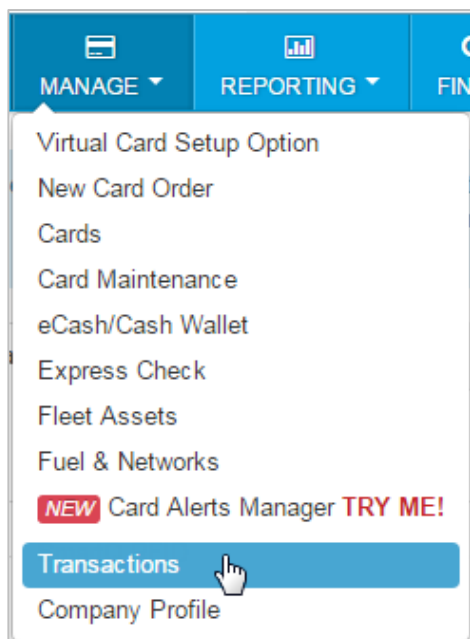 MANAGE REPORTING FIN
Virtual Card Setup Option
New Card Order
Cards
Card Maintenance
eCash/Cash Wallet
Express Check
Fleet Assets
Fuel & Networks
NEW Card Alerts Manager TRY ME!
Transactions
Company Profile